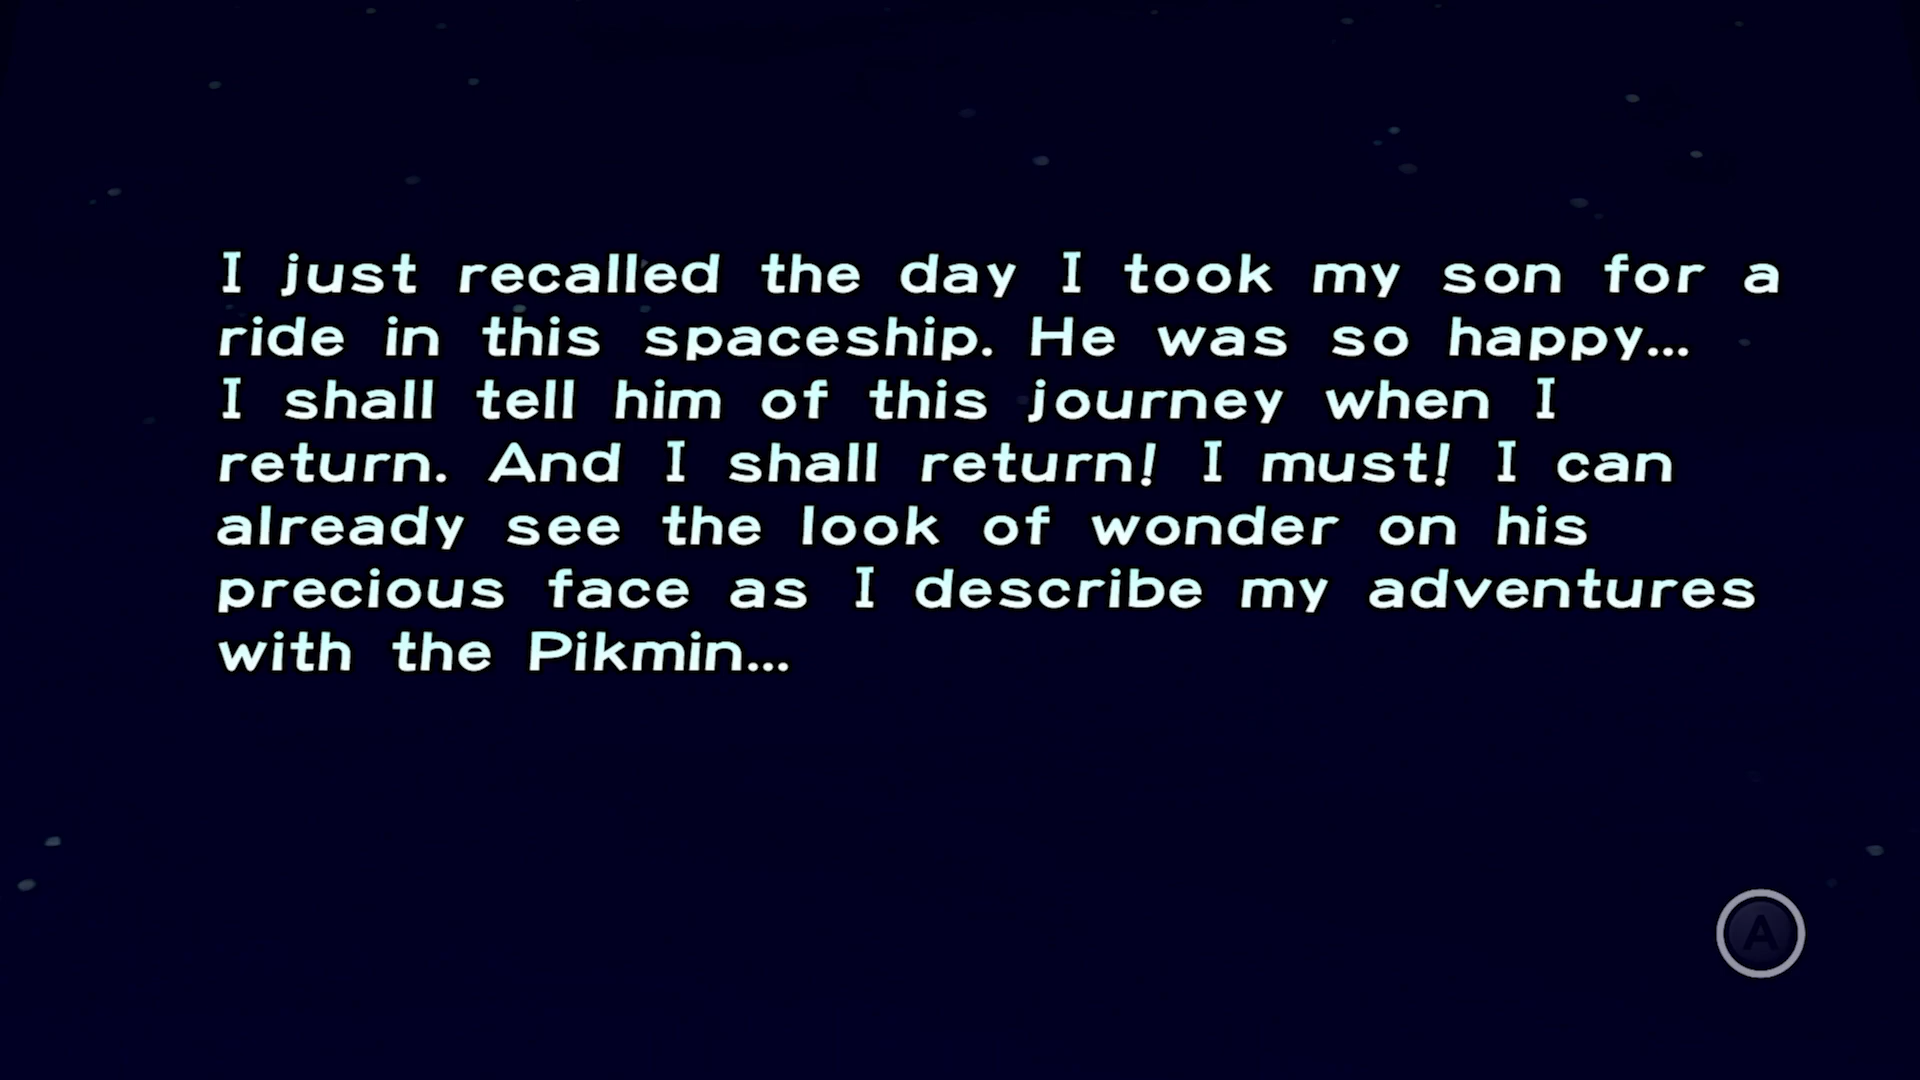 I just recalled the day I took my son for a
ride in this spaceship. He was so happy...
I shall tell him of this journey when I
return. And I shall return! I must! I can
already see the look of wonder on his
precious face as I describe my adventures
with the Pikmin...
A